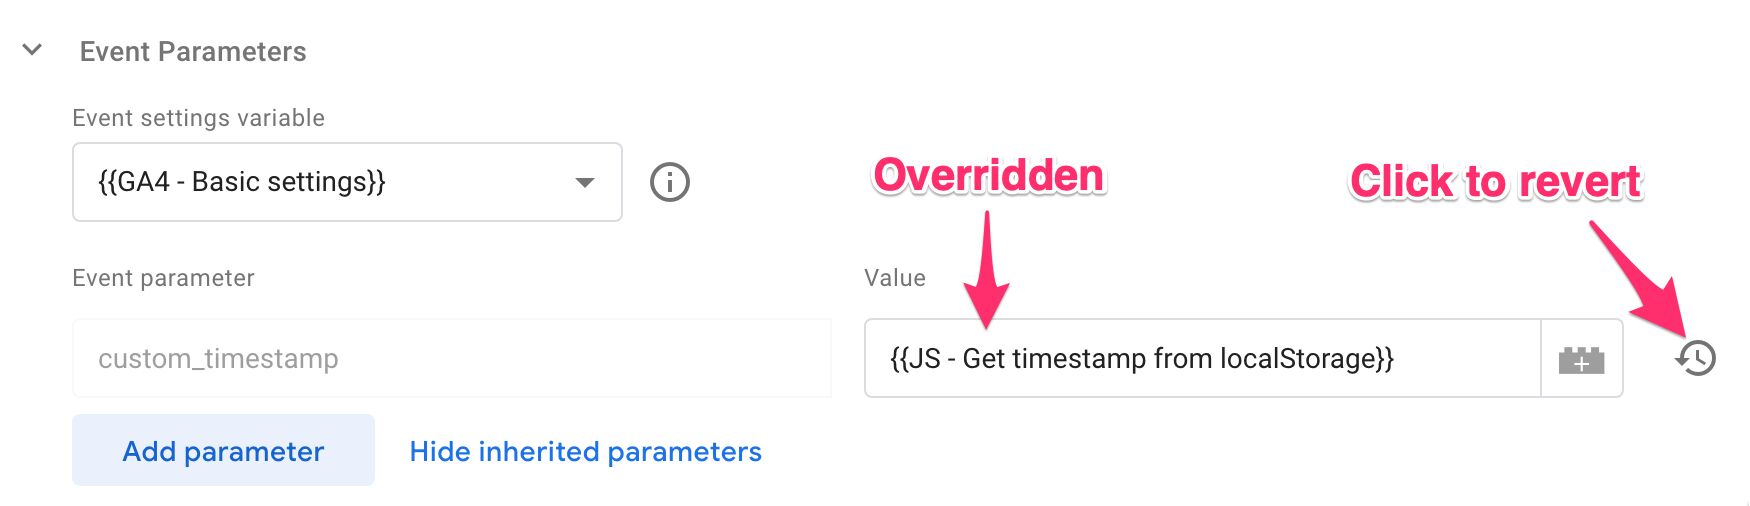 Event Parameters
Event settings variable
{{GA4 - Basic settings}}
Overridden
Click to revert
Event parameter
Value
custom_timestamp
{{JS - Get timestamp from localStorage}}
Add parameter
Hide inherited parameters